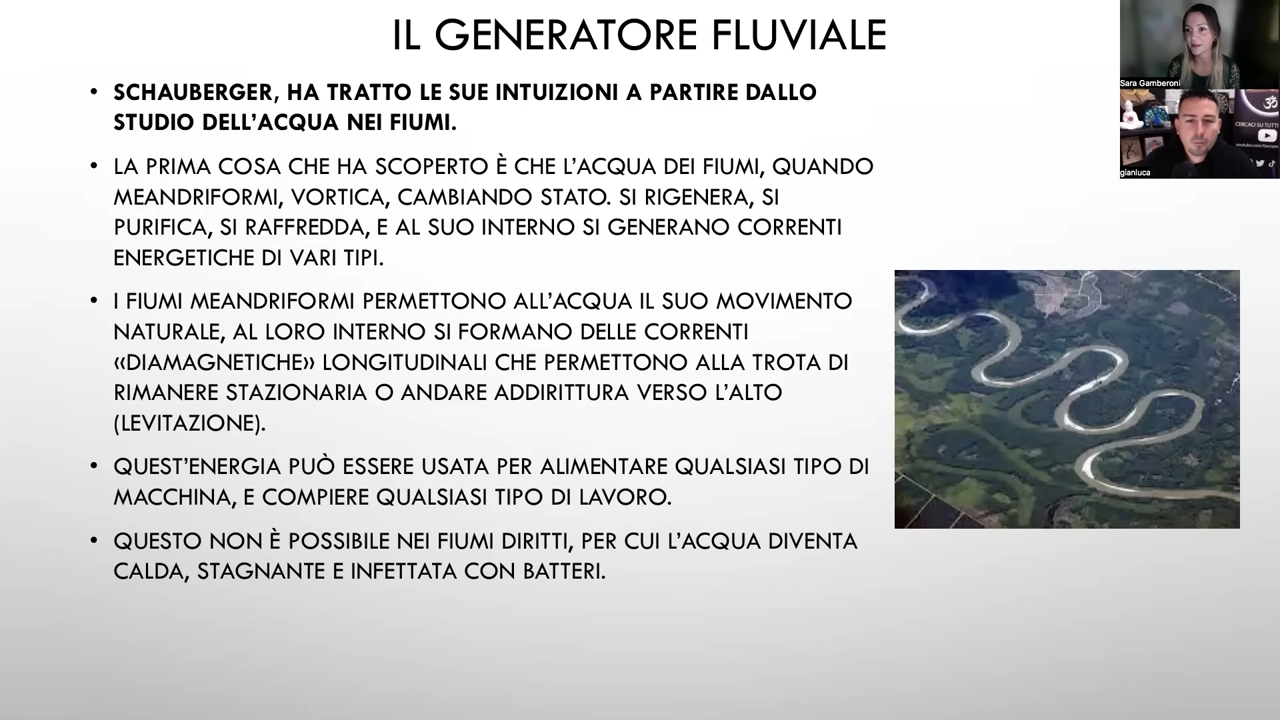 IL GENERATORE FLUVIALE
• SCHAUBERGER, HA TRATTO LE SUE INTUIZIONI A PARTIRE DALLO
STUDIO DELL'ACQUA NEI FIUMI.
• LA PRIMA COSA CHE HA SCOPERTO È CHE L'ACQUA DEI FIUMI, QUANDO
MEANDRIFORMI, VORTICA, CAMBIANDO STATO. SI RIGENERA, SI
PURIFICA, SI RAFFREDDA, E AL SUO INTERNO SI GENERANO CORRENTI
ENERGETICHE DI VARI TIPI.
• I FIUMI MEANDRIFORMI PERMETTONO ALL'ACQUA IL SUO MOVIMENTO
NATURALE, AL LORO INTERNO SI FORMANO DELLE CORRENTI
«DIAMAGNETICHE» LONGITUDINALI CHE PERMETTONO ALLA TROTA DI
RIMANERE STAZIONARIA O ANDARE ADDIRITTURA VERSO L'ALTO
(LEVITAZIONE).
• QUEST'ENERGIA PUÒ ESSERE USATA PER ALIMENTARE QUALSIASI TIPO DI
MACCHINA, E COMPIERE QUALSIASI TIPO DI LAVORO.
• QUESTO NON È POSSIBILE NEI FIUMI DIRITTI, PER CUI L'ACQUA DIVENTA
CALDA, STAGNANTE E INFETTATA CON BATTERI.
Sara Gamberoni
CERCACI SU TUTTI
gianluca